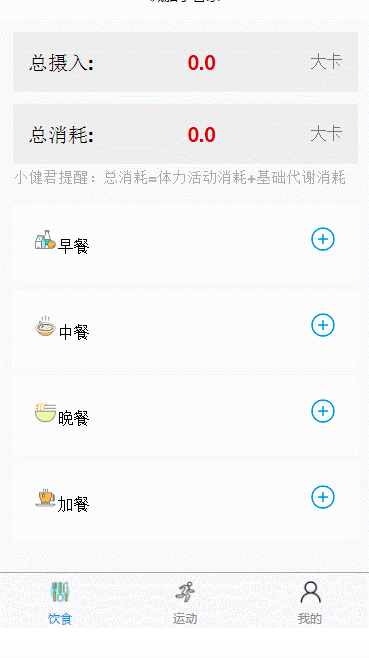 总摄入: 0.0 大卡
总消耗: 0.0 大卡
小健君提醒：总消耗=体力活动消耗+基础代谢消耗
早餐
中餐
晚餐
加餐
饮食 运动 我的